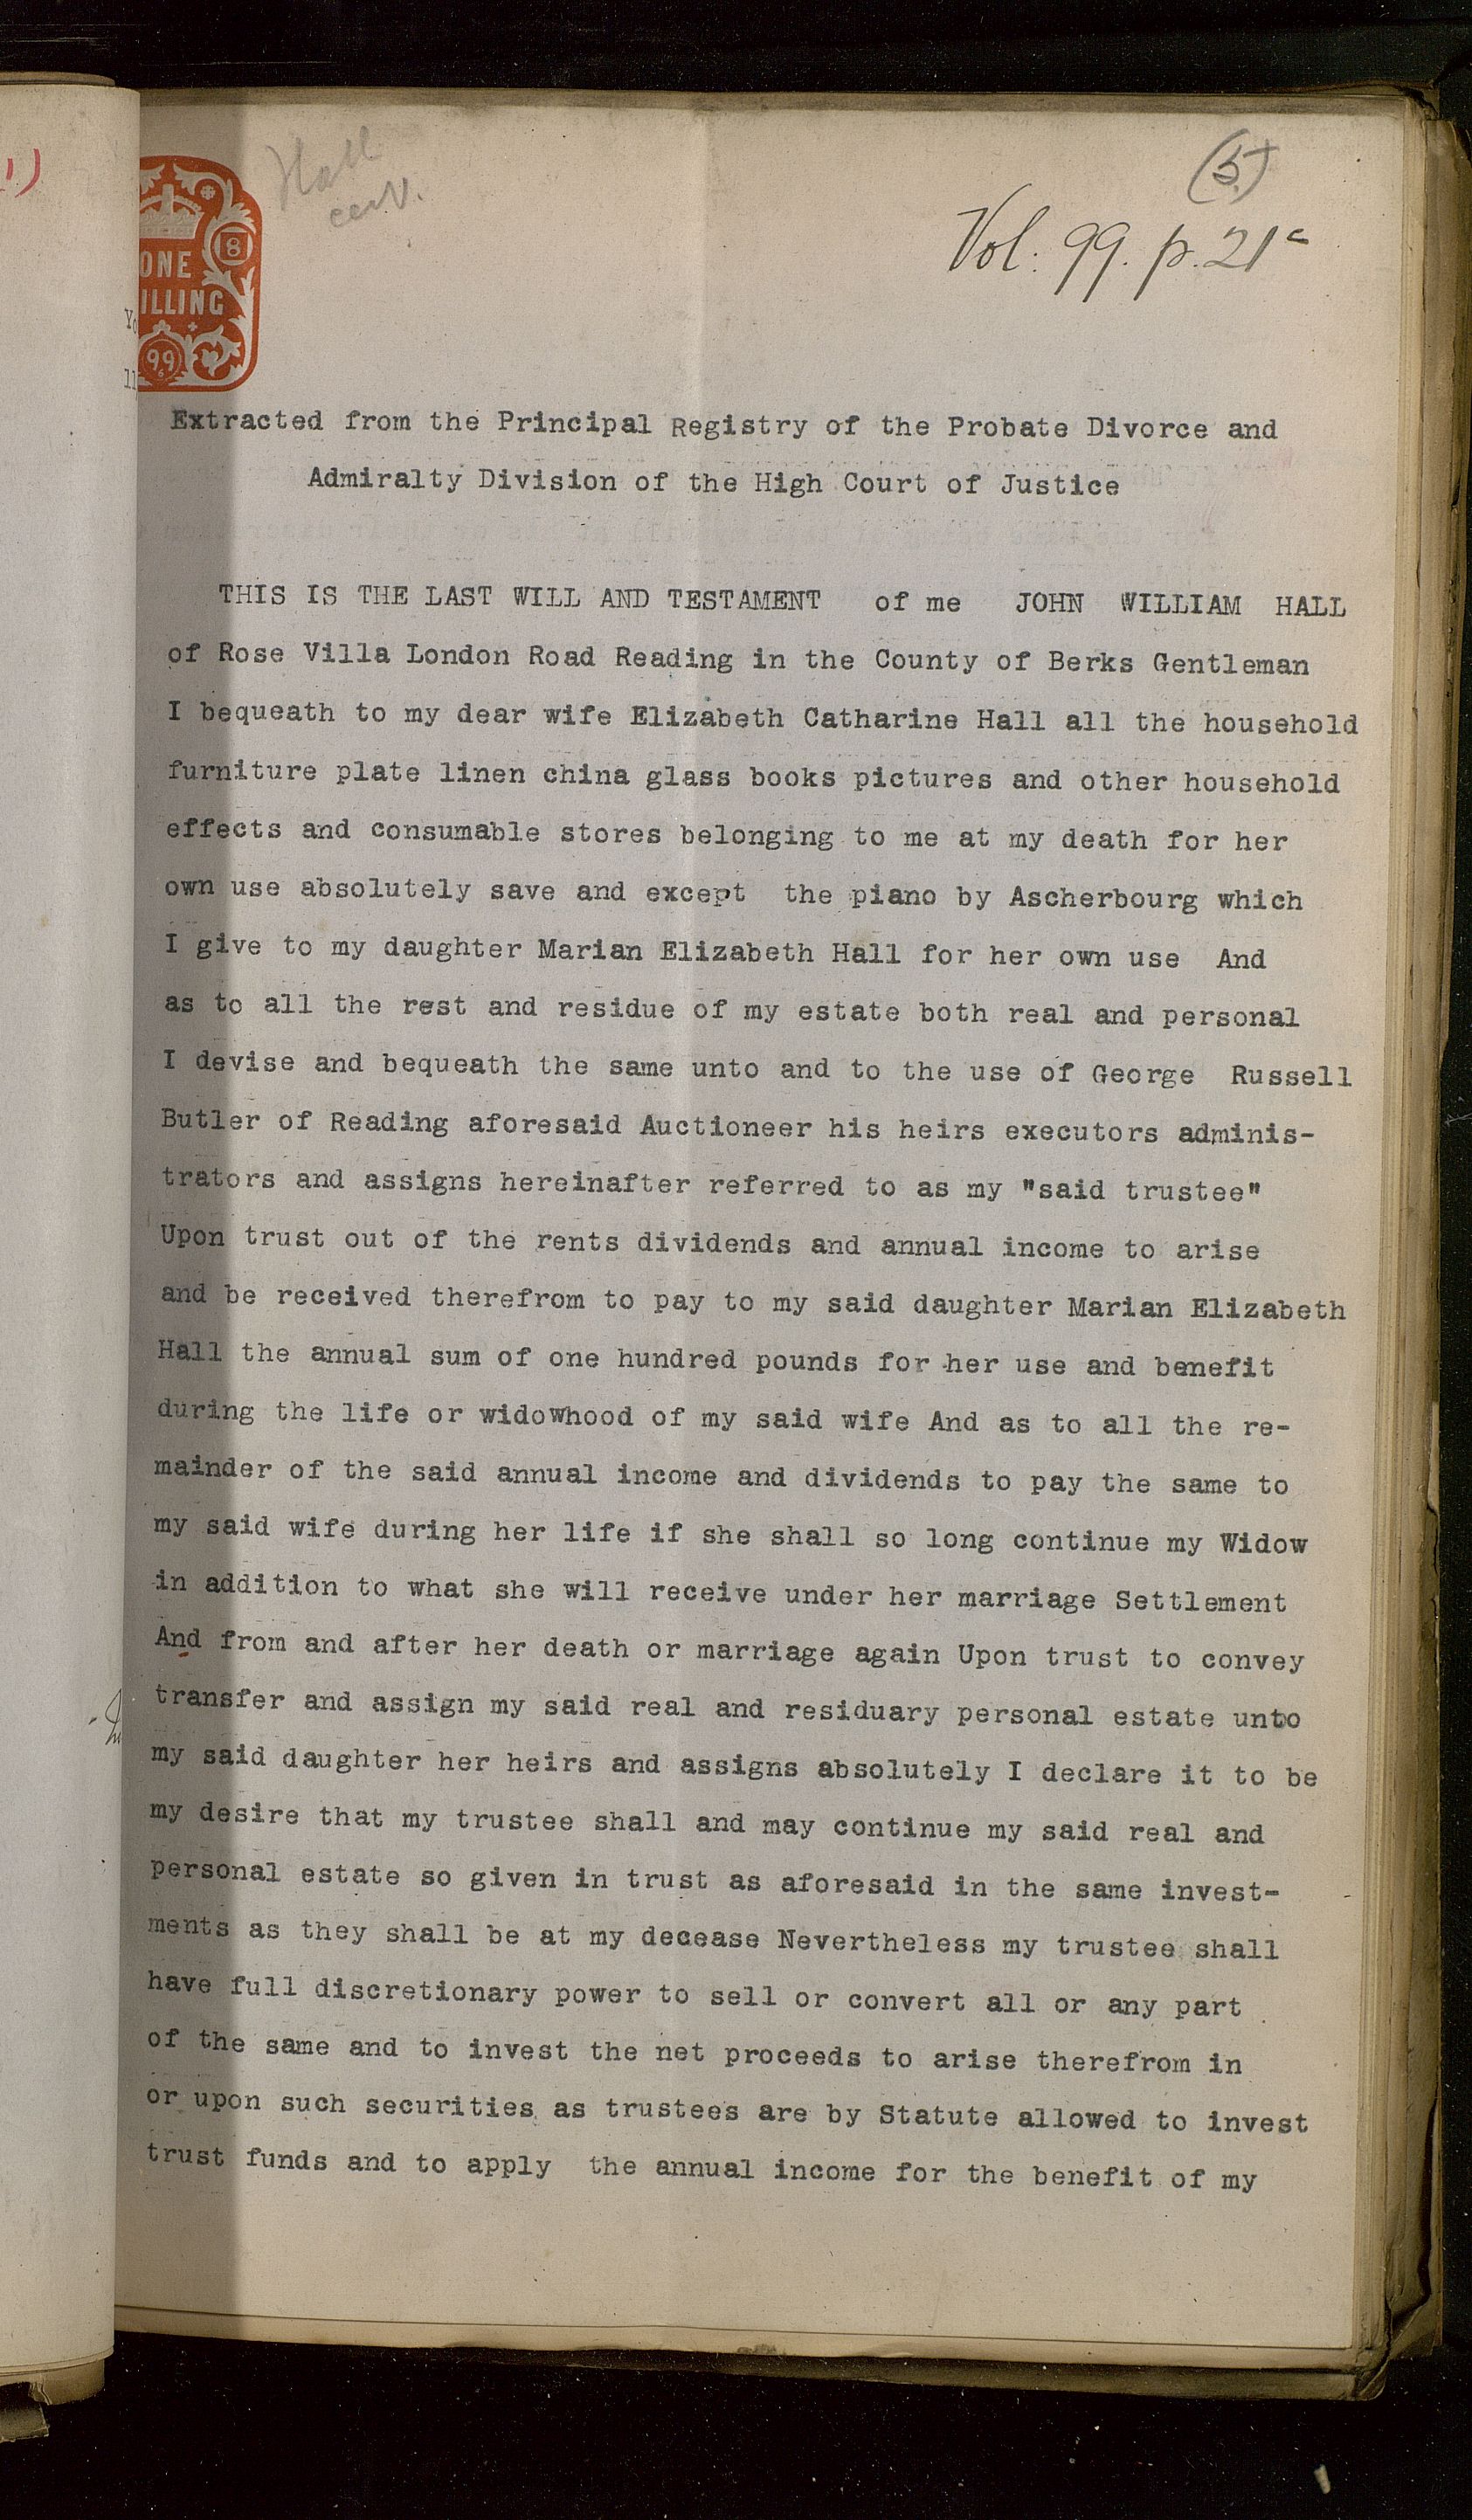 Hall
(5)
Vol: 99. p. 21c
ONE
ILLING
8
99
Extracted from the Principal Registry of the Probate Divorce and
Admiralty Division of the High Court of Justice
THIS IS THE LAST WILL AND TESTAMENT of me JOHN WILLIAM HALL
of Rose Villa London Road Reading in the County of Berks Gentleman
I bequeath to my dear wife Elizabeth Catharine Hall all the household
furniture plate linen china glass books pictures and other household
effects and consumable stores belonging to me at my death for her
own use absolutely save and except the piano by Ascherbourg which
I give to my daughter Marian Elizabeth Hall for her own use And
as to all the rest and residue of my estate both real and personal
I devise and bequeath the same unto and to the use of George Russell
Butler of Reading aforesaid Auctioneer his heirs executors adminis-
trators and assigns hereinafter referred to as my "said trustee"
Upon trust out of the rents dividends and annual income to arise
and be received therefrom to pay to my said daughter Marian Elizabeth
Hall the annual sum of one hundred pounds for her use and benefit
during the life or widowhood of my said wife And as to all the re-
mainder of the said annual income and dividends to pay the same to
my said wife during her life if she shall so long continue my Widow
in addition to what she will receive under her marriage Settlement
And from and after her death or marriage again Upon trust to convey
transfer and assign my said real and residuary personal estate unto
my said daughter her heirs and assigns absolutely I declare it to be
my desire that my trustee shall and may continue my said real and
personal estate so given in trust as aforesaid in the same invest-
ments as they shall be at my decease Nevertheless my trustee shall
have full discretionary power to sell or convert all or any part
of the same and to invest the net proceeds to arise therefrom in
or upon such securities as trustees are by Statute allowed to invest
trust funds and to apply the annual income for the benefit of my